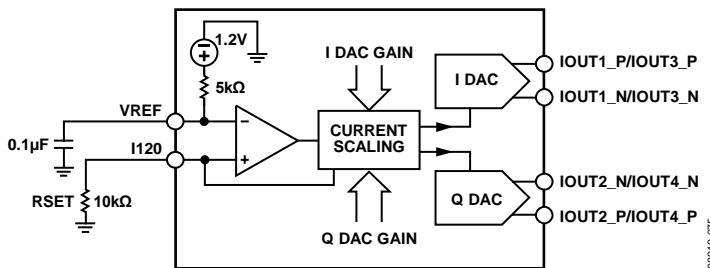 1.2V
−
+
I DAC GAIN
5kΩ
VREF
0.1µF
I120
RSET
10kΩ
−
+
CURRENT
SCALING
I DAC
Q DAC
Q DAC GAIN
IOUT1_P/IOUT3_P
IOUT1_N/IOUT3_N
IOUT2_N/IOUT4_N
IOUT2_P/IOUT4_P